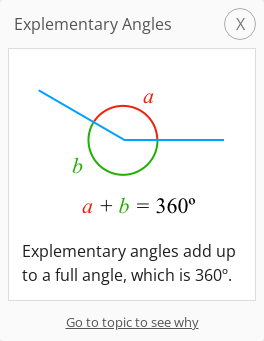 Explementary Angles X
a
b
a + b = 360º
Explementary angles add up
to a full angle, which is 360º.
Go to topic to see why